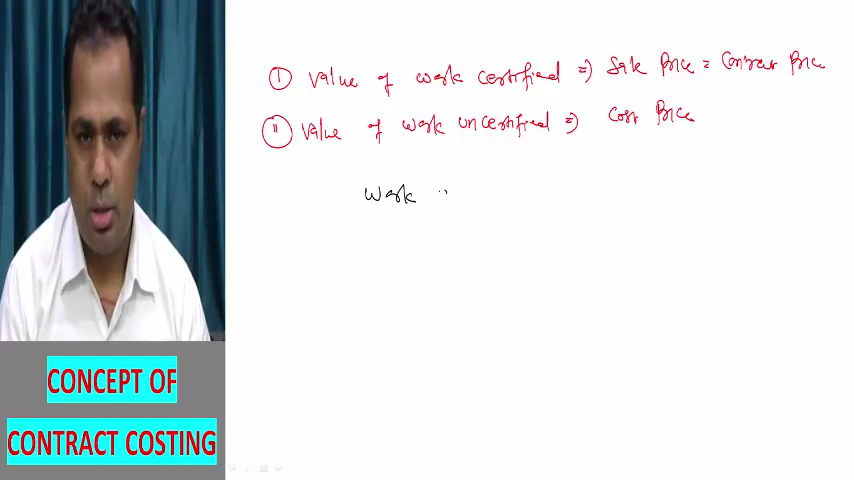 ① Value of work certified ⇒ Sale Price = Contract Price
② Value of work uncertified ⇒ Cost Price
Work
CONCEPT OF
CONTRACT COSTING